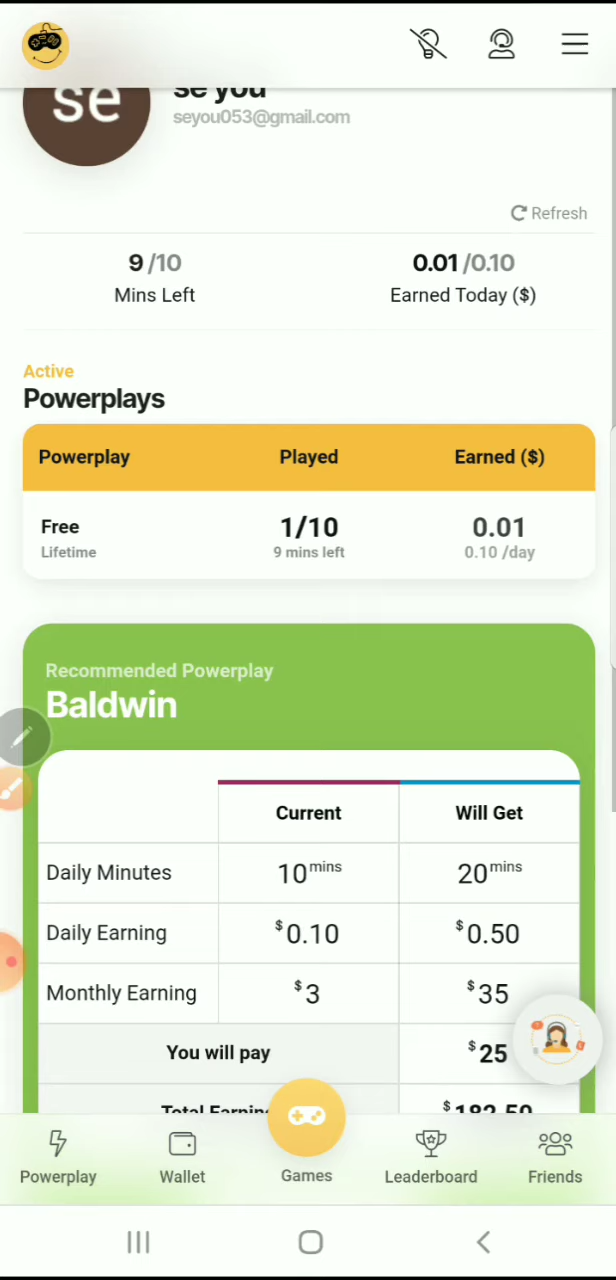 se
se you
seyou053@gmail.com
Refresh
9 /10
0.01 /0.10
Mins Left
Earned Today ($)
Active
Powerplays
Powerplay Played Earned ($)
Free 1/10 0.01
Lifetime 9 mins left 0.10 /day
Recommended Powerplay
Baldwin
Current Will Get
Daily Minutes 10 mins 20 mins
Daily Earning $0.10 $0.50
Monthly Earning $3 $35
You will pay $25
Total Earning $182.50
Powerplay Wallet Games Leaderboard Friends